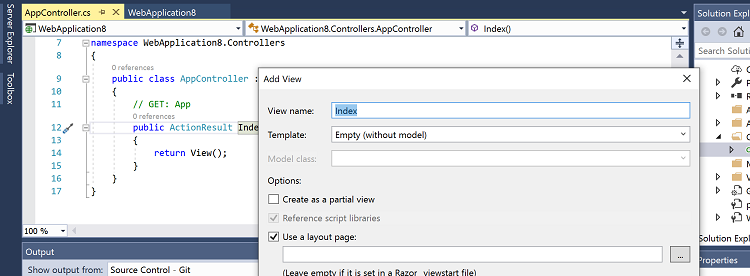 AppController.cs
WebApplication8
Solution Explo
Server Explorer
Toolbox
WebApplication8
WebApplication8.Controllers.AppController
Index()
Search Solution
7
namespace WebApplication8.Controllers
8
{
0 references
9
public class AppController :
10
{
11
// GET: App
0 references
12
public ActionResult Inde
13
{
14
return View();
15
}
16
}
17
}
100 %
Add View
View name:
Index
Template:
Empty (without model)
Model class:
Options:
Create as a partial view
Reference script libraries
Use a layout page:
...
(Leave empty if it is set in a Razor _viewstart file)
Output
Show output from:
Source Control - Git
Solution Explo
Properties